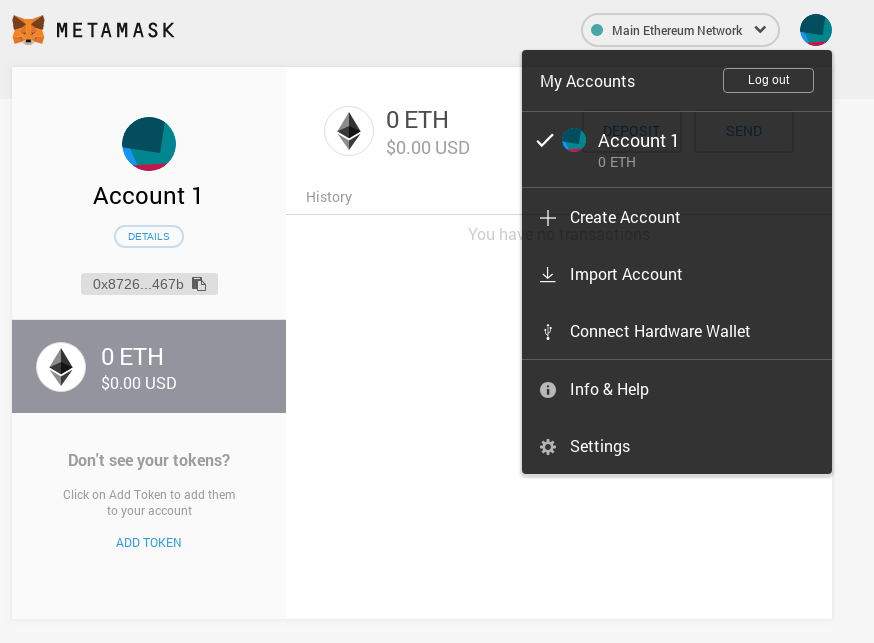 METAMASK
Main Ethereum Network
Account 1
DETAILS
0x8726...467b
0 ETH
$0.00 USD
Don't see your tokens?
Click on Add Token to add them
to your account
ADD TOKEN
0 ETH
$0.00 USD
DEPOSIT
SEND
History
You have no transactions
My Accounts
Log out
Account 1
0 ETH
Create Account
Import Account
Connect Hardware Wallet
Info & Help
Settings